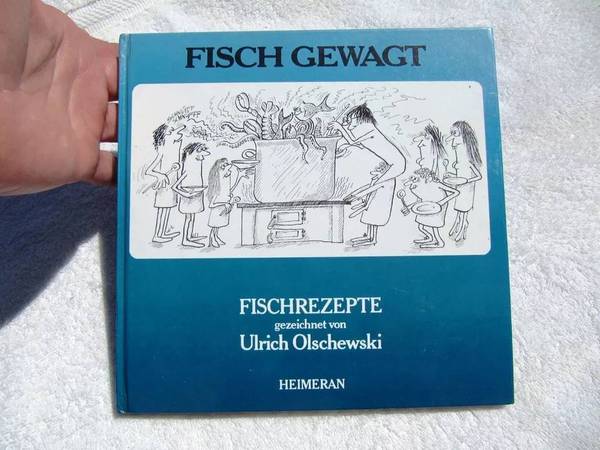 FISCH GEWAGT
FISCHREZEPTE
gezeichnet von
Ulrich Olschewski
HEIMERAN